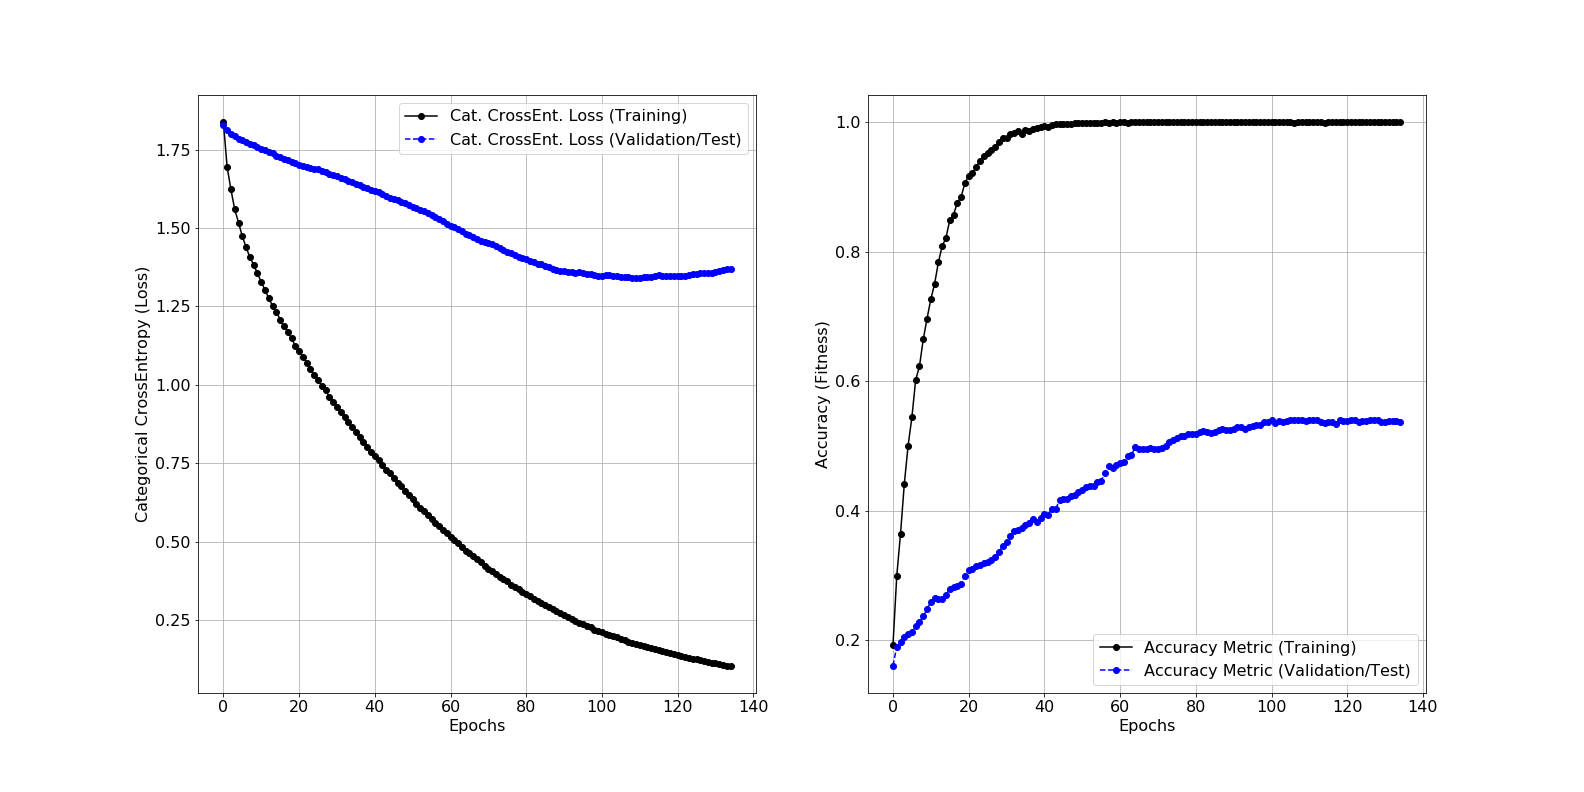 Cat. CrossEnt. Loss (Training)
Cat. CrossEnt. Loss (Validation/Test)
1.75
1.50
1.25
1.00
0.75
0.50
0.25
Categorical CrossEntropy (Loss)
0 20 40 60 80 100 120 140
Epochs
1.0
0.8
0.6
0.4
0.2
Accuracy (Fitness)
Accuracy Metric (Training)
Accuracy Metric (Validation/Test)
0 20 40 60 80 100 120 140
Epochs